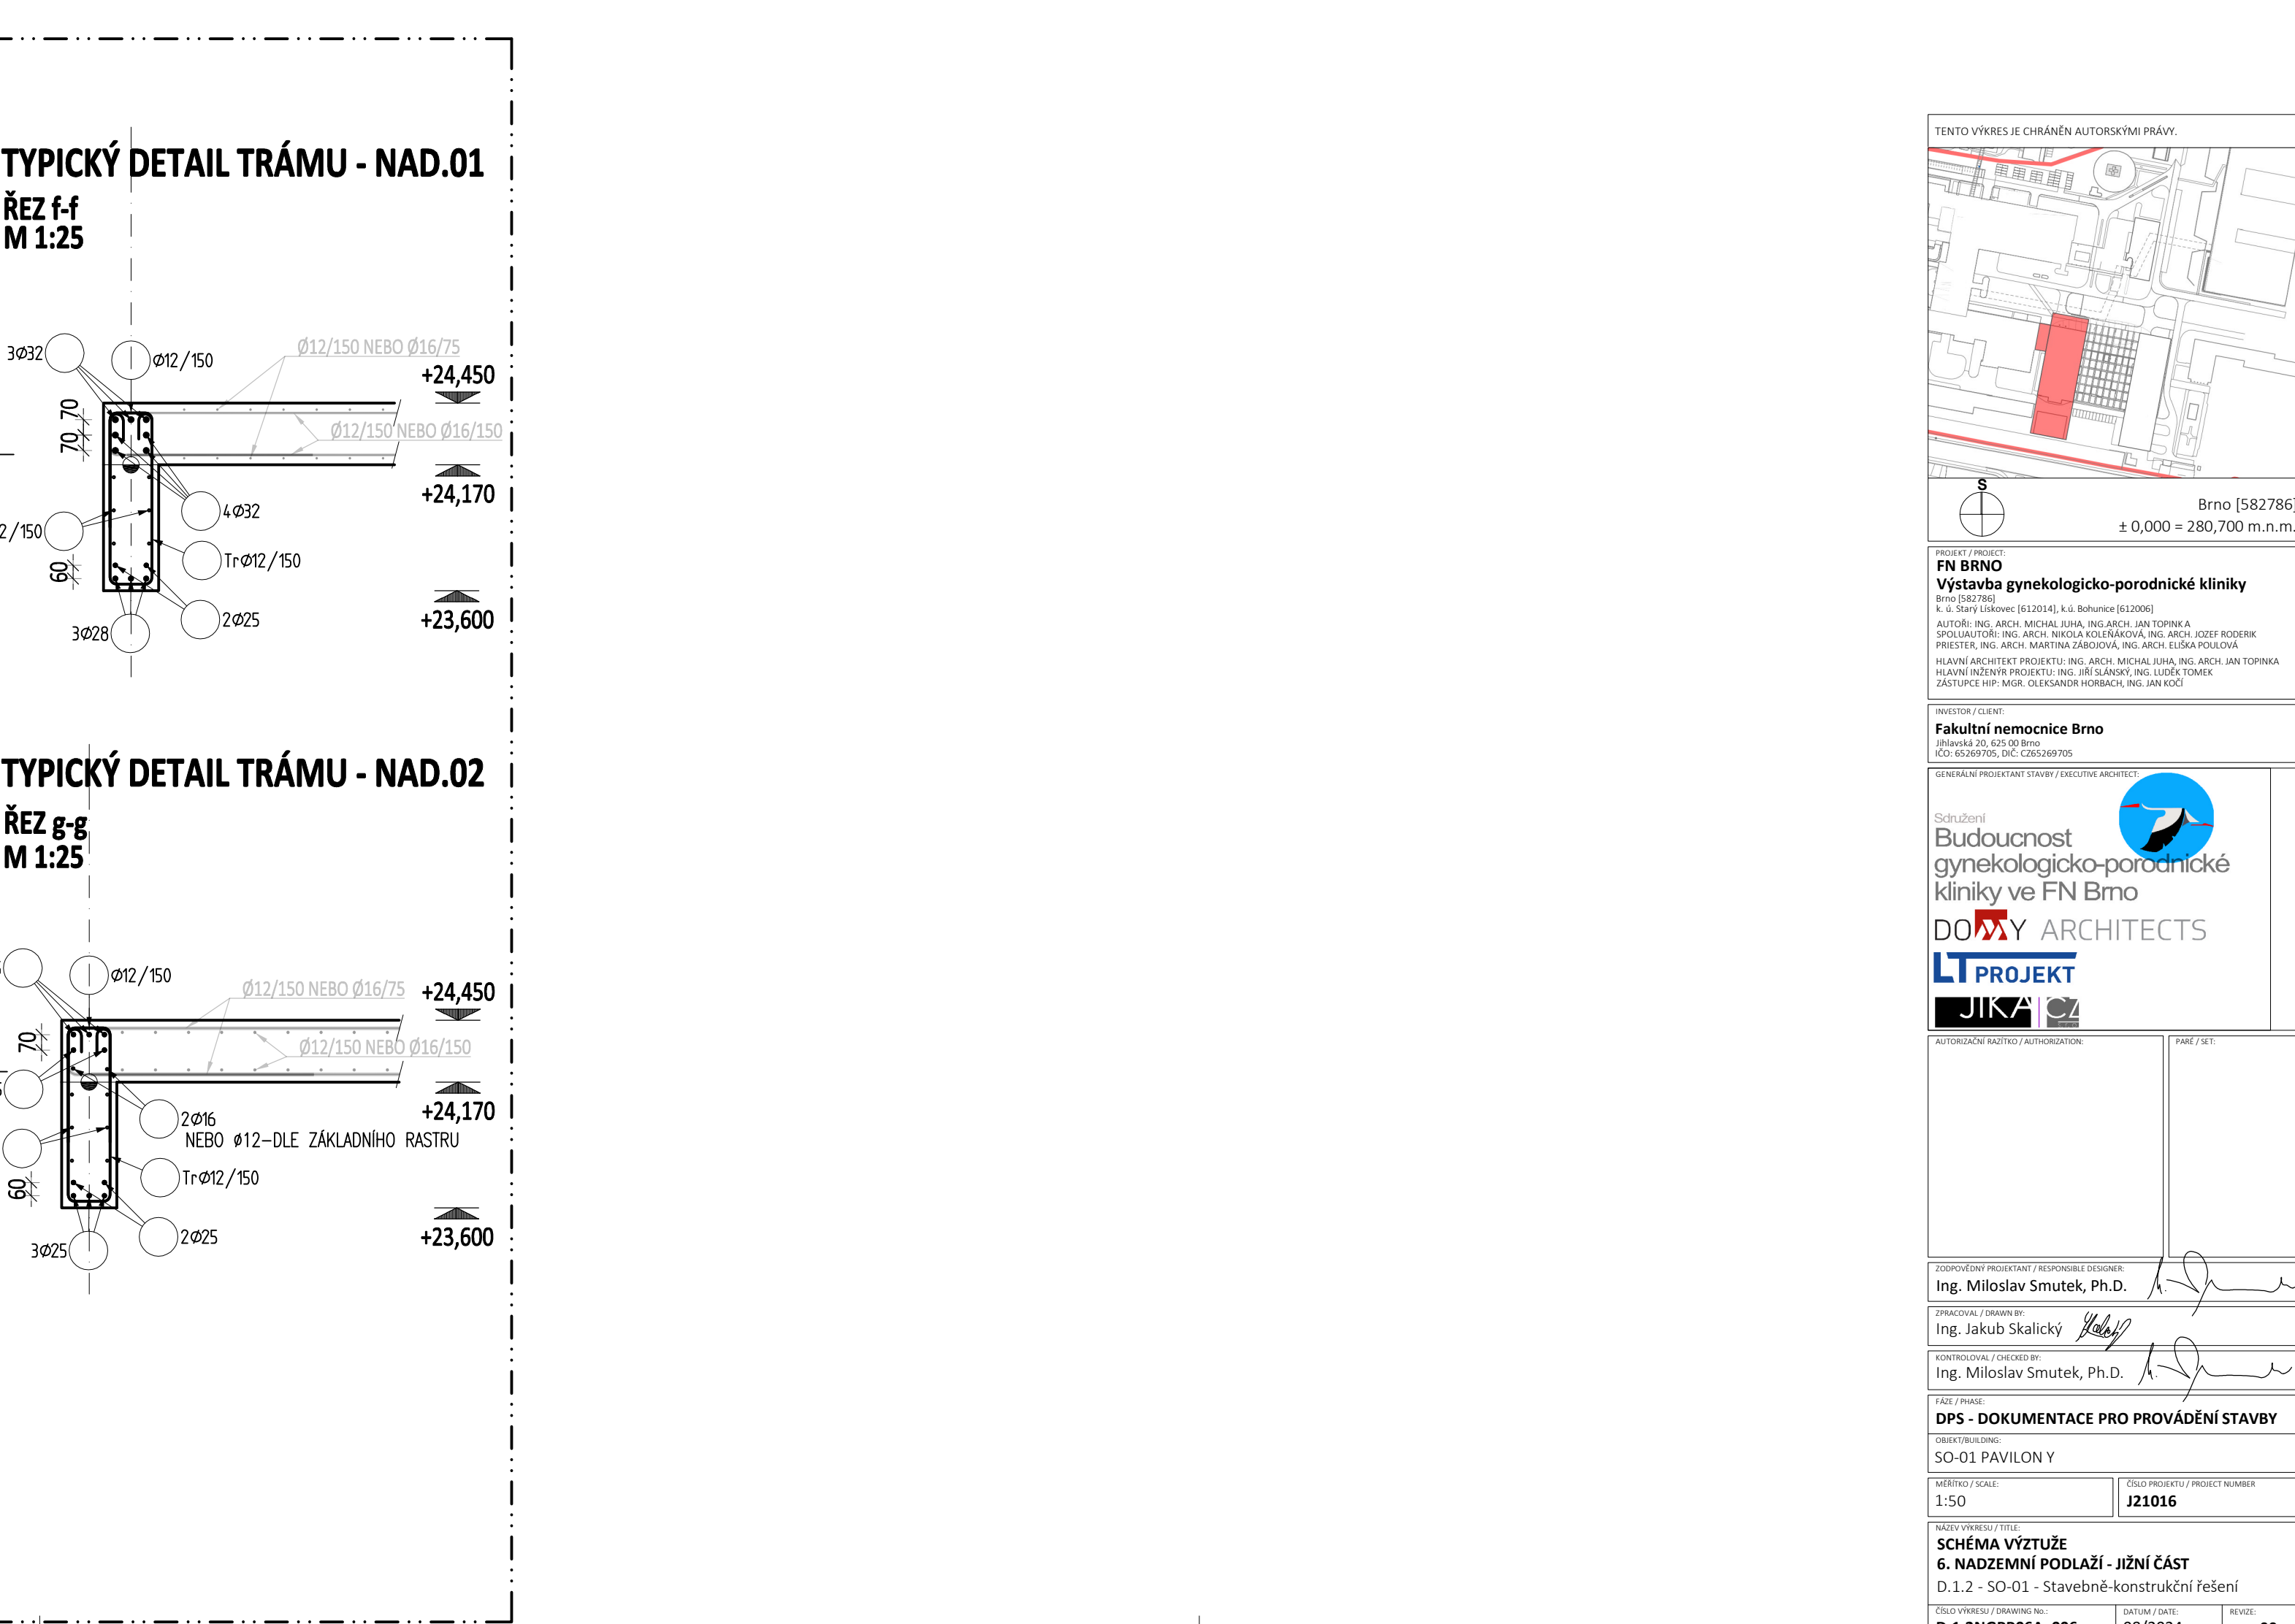 TYPICKÝ DETAIL TRÁMU - NAD.01
ŘEZ f-f
M 1:25
3Ø32
Ø12/150
Ø12/150 NEBO Ø16/75
+24,450
70
70
Ø12/150 NEBO Ø16/150
+24,170
4Ø32
2/150
TrØ12/150
60
2Ø25
3Ø28
+23,600
TYPICKÝ DETAIL TRÁMU - NAD.02
ŘEZ g-g
M 1:25
Ø12/150
Ø12/150 NEBO Ø16/75
+24,450
70
Ø12/150 NEBO Ø16/150
+24,170
2Ø16
NEBO Ø12-DLE ZÁKLADNÍHO RASTRU
TrØ12/150
60
2Ø25
3Ø25
+23,600
TENTO VÝKRES JE CHRÁNĚN AUTORSKÝMI PRÁVY.
S
Brno [582786]
± 0,000 = 280,700 m.n.m.
PROJEKT / PROJECT:
FN BRNO
Výstavba gynekologicko-porodnické kliniky
Brno [582786]
k. ú. Starý Lískovec [612014], k.ú. Bohunice [612006]
AUTOŘI: ING. ARCH. MICHAL JUHA, ING.ARCH. JAN TOPINKA
SPOLUAUTOŘI: ING. ARCH. NIKOLA KOLEŇÁKOVÁ, ING. ARCH. JOZEF RODERIK
PRIESTER, ING. ARCH. MARTINA ZÁBOJOVÁ, ING. ARCH. ELIŠKA POULOVÁ
HLAVNÍ ARCHITEKT PROJEKTU: ING. ARCH. MICHAL JUHA, ING. ARCH. JAN TOPINKA
HLAVNÍ INŽENÝR PROJEKTU: ING. JIŘÍ SLÁNSKÝ, ING. LUDĚK TOMEK
ZÁSTUPCE HIP: MGR. OLEKSANDR HORBACH, ING. JAN KOČÍ
INVESTOR / CLIENT:
Fakultní nemocnice Brno
Jihlavská 20, 625 00 Brno
IČO: 65269705, DIČ: CZ65269705
GENERÁLNÍ PROJEKTANT STAVBY / EXECUTIVE ARCHITECT:
Sdružení
Budoucnost
gynekologicko-porodnické
kliniky ve FN Brno
DOMY ARCHITECTS
LT PROJEKT
JIKA CZ
AUTORIZAČNÍ RAZÍTKO / AUTHORIZATION:
PARÉ / SET:
ZODPOVĚDNÝ PROJEKTANT / RESPONSIBLE DESIGNER:
Ing. Miloslav Smutek, Ph.D.
ZPRACOVAL / DRAWN BY:
Ing. Jakub Skalický
KONTROLOVAL / CHECKED BY:
Ing. Miloslav Smutek, Ph.D.
FÁZE / PHASE:
DPS - DOKUMENTACE PRO PROVÁDĚNÍ STAVBY
OBJEKT/BUILDING:
SO-01 PAVILON Y
MĚŘÍTKO / SCALE:
1:50
ČÍSLO PROJEKTU / PROJECT NUMBER
J21016
NÁZEV VÝKRESU / TITLE:
SCHÉMA VÝZTUŽE
6. NADZEMNÍ PODLAŽÍ - JIŽNÍ ČÁST
D.1.2 - SO-01 - Stavebně-konstrukční řešení
ČÍSLO VÝKRESU / DRAWING No.:
DATUM / DATE:
REVIZE: